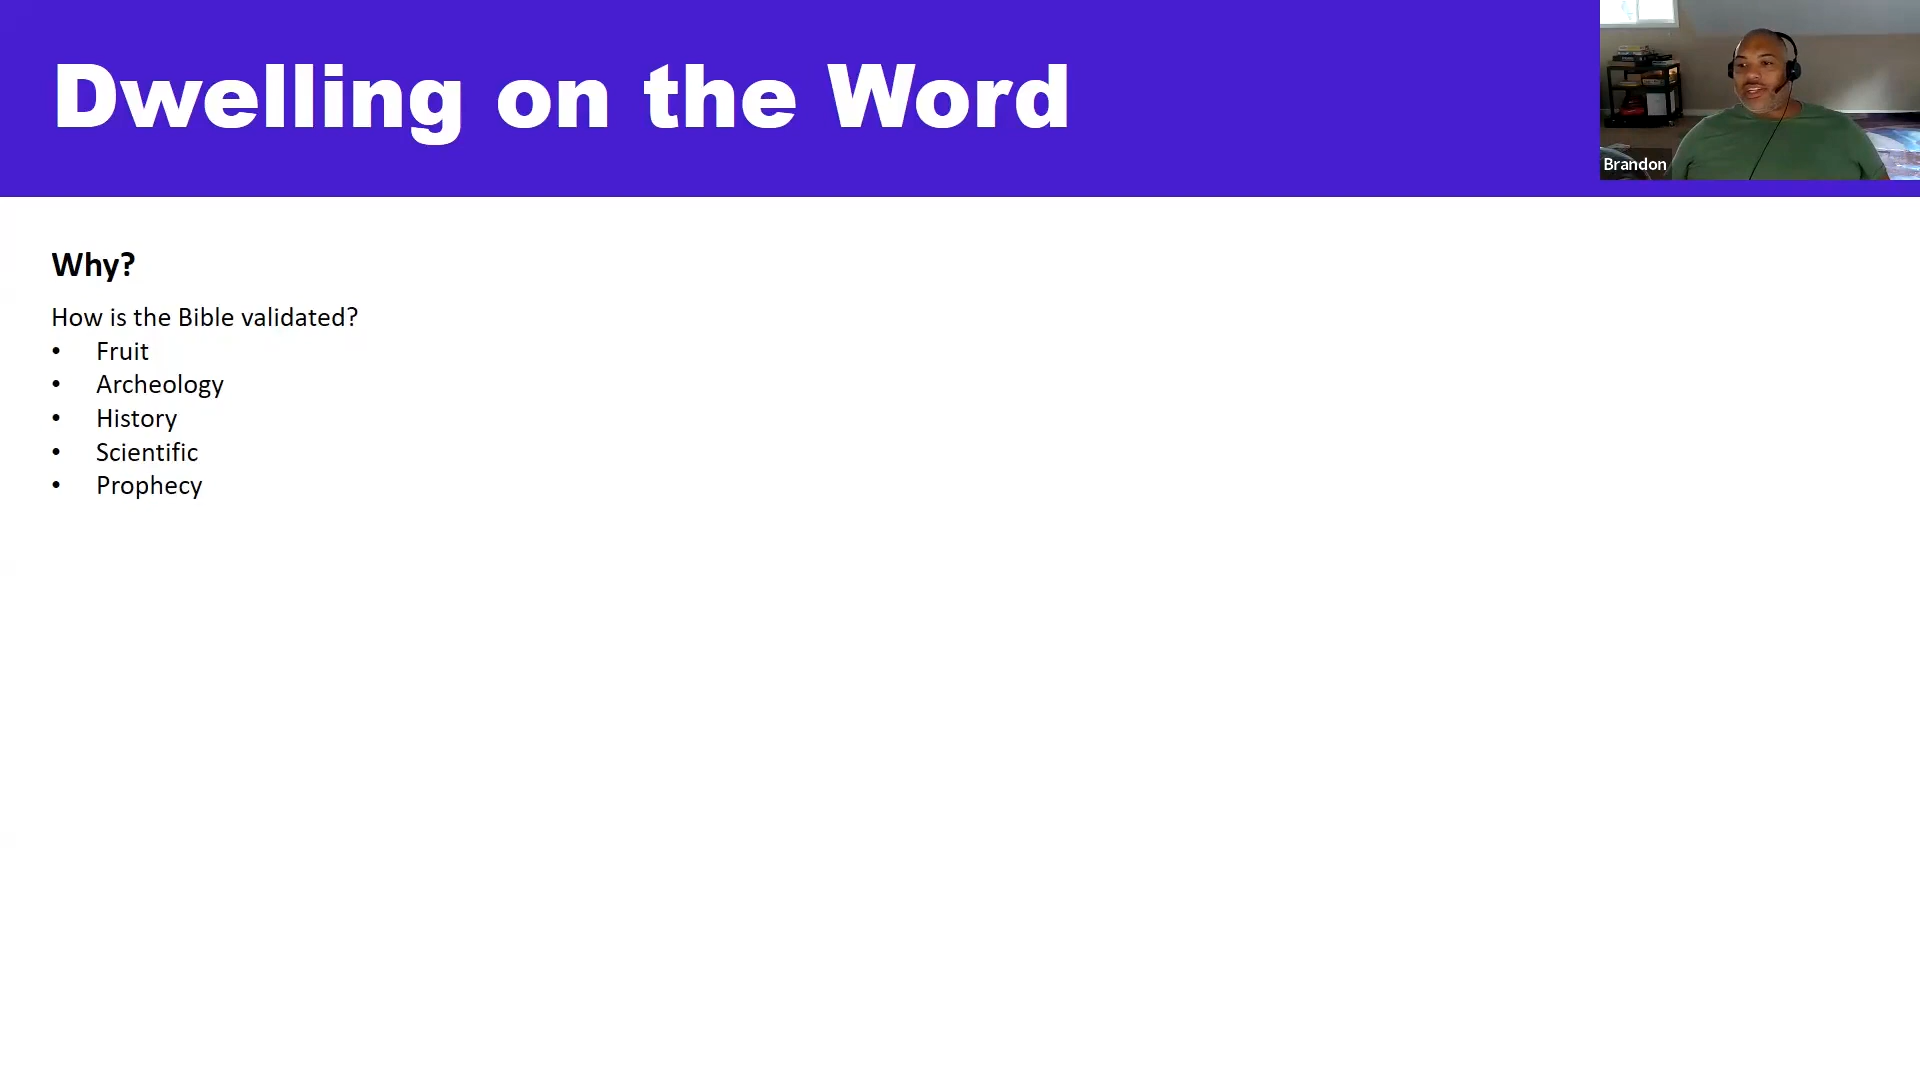 Dwelling on the Word
Brandon
Why?
How is the Bible validated?
• Fruit
• Archeology
• History
• Scientific
• Prophecy